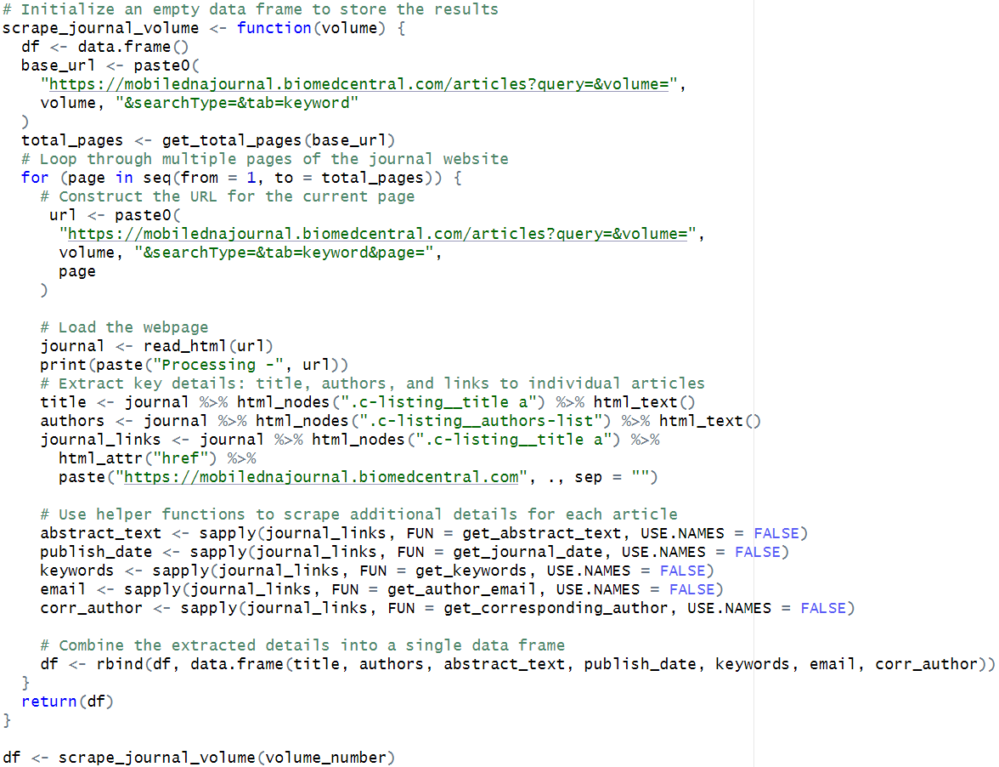 # Initialize an empty data frame to store the results
scrape_journal_volume <- function(volume) {
  df <- data.frame()
  base_url <- paste0(
    "https://mobilednajournal.biomedcentral.com/articles?query=&volume=",
    volume, "&searchType=&tab=keyword"
  )
  total_pages <- get_total_pages(base_url)
  # Loop through multiple pages of the journal website
  for (page in seq(from = 1, to = total_pages)) {
    # Construct the URL for the current page
     url <- paste0(
      "https://mobilednajournal.biomedcentral.com/articles?query=&volume=",
      volume, "&searchType=&tab=keyword&page=",
      page
    )

    # Load the webpage
    journal <- read_html(url)
    print(paste("Processing -", url))
    # Extract key details: title, authors, and links to individual articles
    title <- journal %>% html_nodes(".c-listing__title a") %>% html_text()
    authors <- journal %>% html_nodes(".c-listing__authors-list") %>% html_text()
    journal_links <- journal %>% html_nodes(".c-listing__title a") %>%
      html_attr("href") %>%
      paste("https://mobilednajournal.biomedcentral.com", ., sep = "")

    # Use helper functions to scrape additional details for each article
    abstract_text <- sapply(journal_links, FUN = get_abstract_text, USE.NAMES = FALSE)
    publish_date <- sapply(journal_links, FUN = get_journal_date, USE.NAMES = FALSE)
    keywords <- sapply(journal_links, FUN = get_keywords, USE.NAMES = FALSE)
    email <- sapply(journal_links, FUN = get_author_email, USE.NAMES = FALSE)
    corr_author <- sapply(journal_links, FUN = get_corresponding_author, USE.NAMES = FALSE)

    # Combine the extracted details into a single data frame
    df <- rbind(df, data.frame(title, authors, abstract_text, publish_date, keywords, email, corr_author))
  }
  return(df)
}

df <- scrape_journal_volume(volume_number)